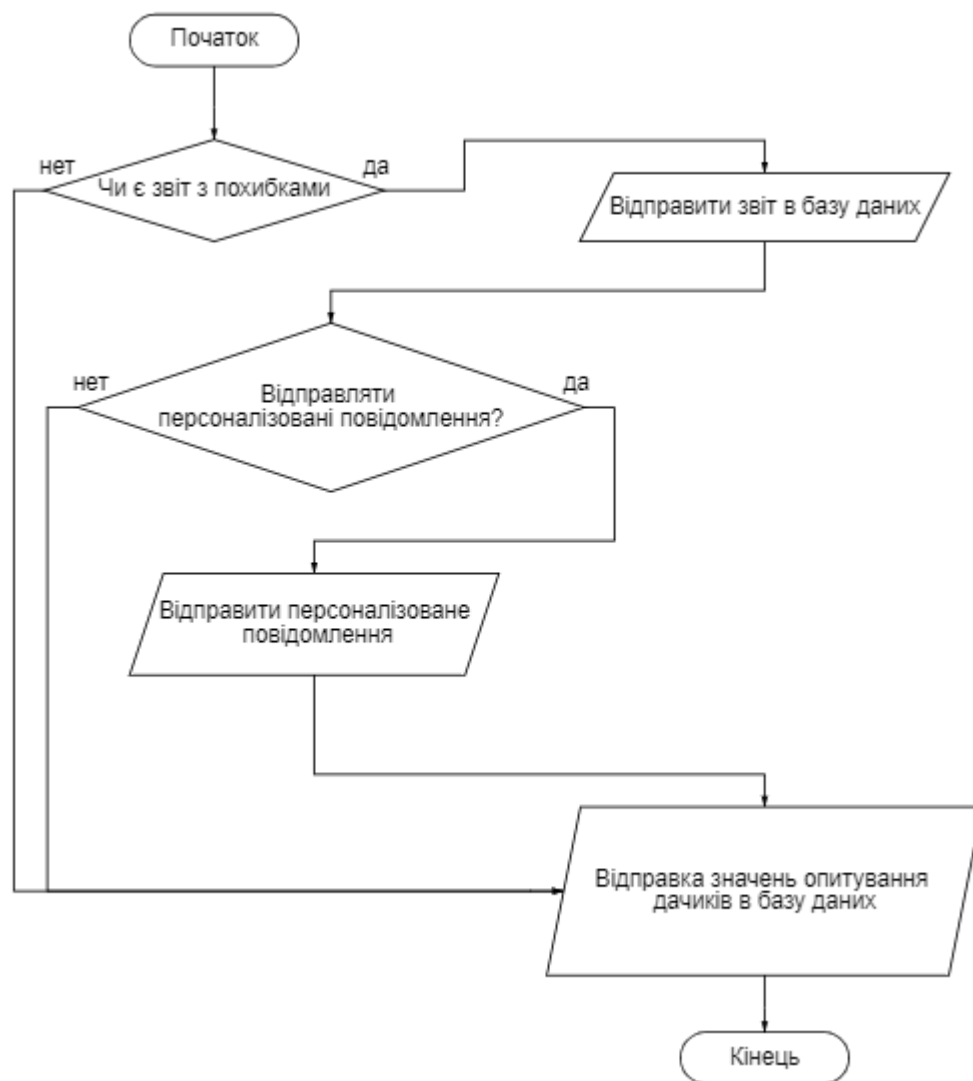 Початок
нет
да
Чи є звіт з похибками
Відправити звіт в базу даних
нет
да
Відправляти
персоналізовані повідомлення?
Відправити персоналізоване
повідомлення
Відправка значень опитування
дачиків в базу даних
Кінець